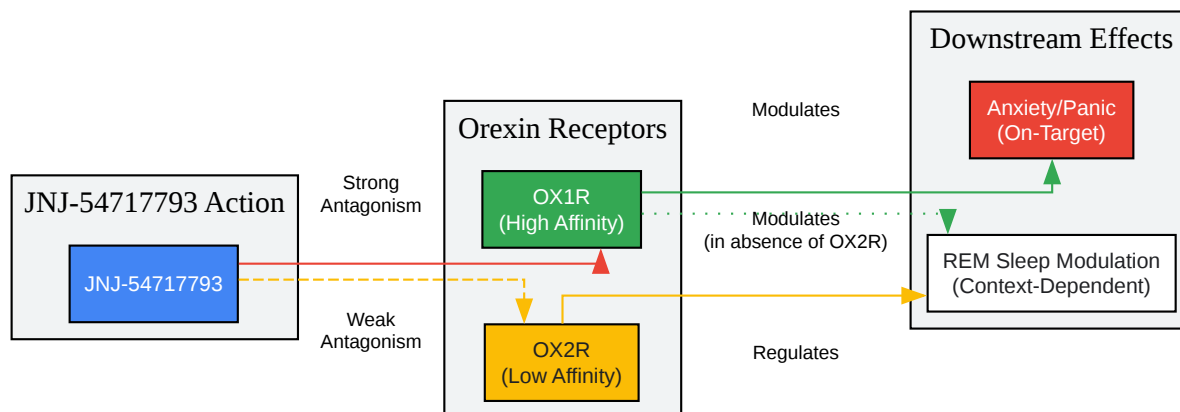 JNJ-54717793 Action
JNJ-54717793
Strong
Antagonism
Weak
Antagonism
Orexin Receptors
OX1R
(High Affinity)
OX2R
(Low Affinity)
Modulates
Modulates
(in absence of OX2R)
Regulates
Downstream Effects
Anxiety/Panic
(On-Target)
REM Sleep Modulation
(Context-Dependent)